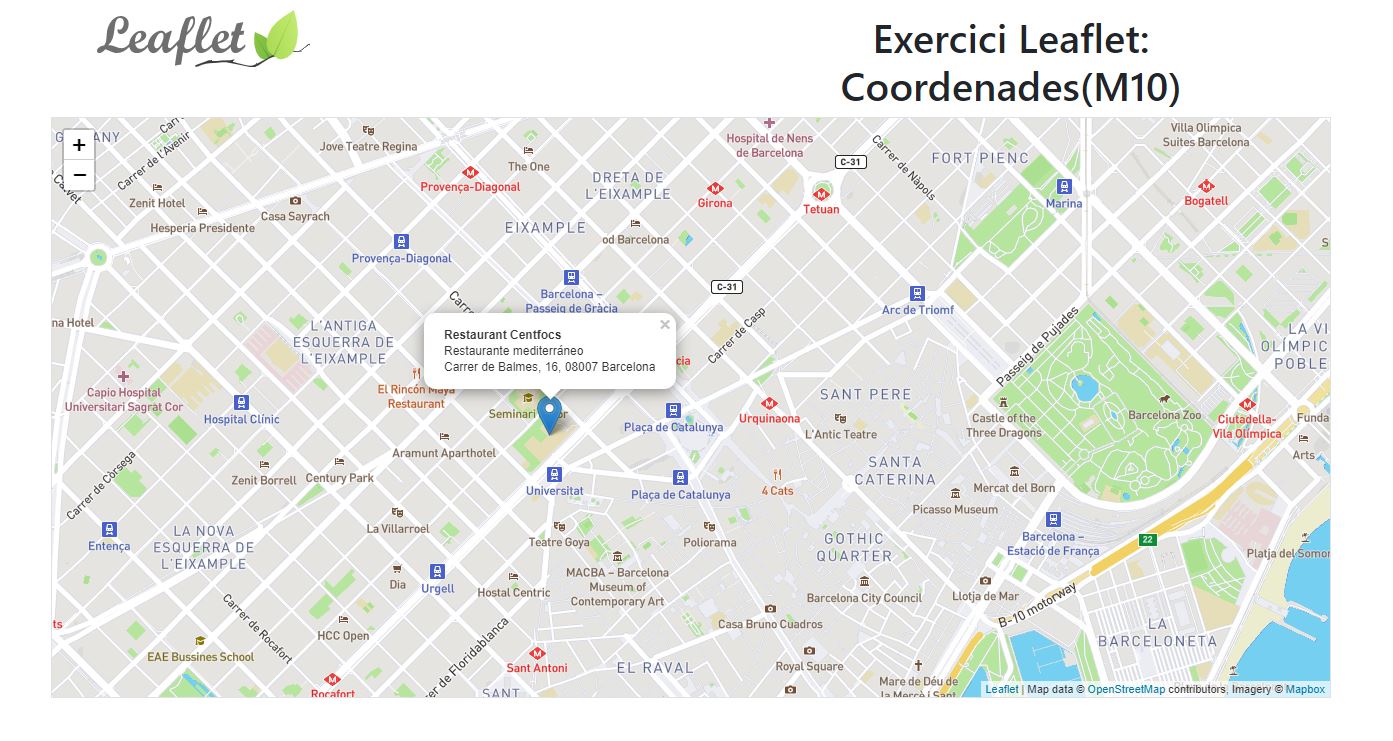 Leaflet
Exercici Leaflet:
Coordenades(M10)
+
−
Carrer de l'Avenir
Jove Teatre Regina
The One
Provença-Diagonal
Zenit Hotel
Hesperia Presidente
Casa Sayrach
Provença-Diagonal
DRETA DE
L'EIXAMPLE
EIXAMPLE
od Barcelona
Hospital de Nens
de Barcelona
Girona
C-31
Tetuan
Carrer de Nàpols
FORT PIENC
Marina
Villa Olimpica
Suites Barcelona
Bogatell
Barcelona –
Passeig de Gràcia
C-31
Arc de Triomf
na Hotel
L'ANTIGA
ESQUERRA DE
L'EIXAMPLE
Restaurant Centfocs
Restaurante mediterráneo
Carrer de Balmes, 16, 08007 Barcelona
×
Carrer de Casp
Passeig de Pujades
LA VI
OLÍMPIC
POBLE
Capio Hospital
Universitari Sagrat Cor
Hospital Clínic
El Rincón Maya
Restaurant
Seminari
or
cia
Plaça de Catalunya
Urquinaona
SANT PERE
L'Antic Teatre
Castle of the
Three Dragons
Barcelona Zoo
Ciutadella-
Vila Olímpica
Funda
Arts
Aramunt Aparthotel
Carrer de Còrsega
Zenit Borrell
Century Park
Universitat
Plaça de Catalunya
4 Cats
SANTA
CATERINA
Mercat del Born
Picasso Museum
Entença
LA NOVA
ESQUERRA DE
L'EIXAMPLE
La Villarroel
Teatre Goya
Poliorama
GOTHIC
QUARTER
Barcelona –
Estació de França
22
Platja del Somor
Dia
Urgell
Hostal Centric
MACBA – Barcelona
Museum of
Contemporary Art
Barcelona City Council
Llotja de Mar
B-10 motorway
Casa Bruno Cuadros
LA
BARCELONETA
Carrer de Rocafort
HCC Open
EAE Bussines School
ts
Rocafort
er de Floridablanca
Sant Antoni
SANT
EL RAVAL
Royal Square
Mare de Déu de
la Mercè i Sant
Leaflet | Map data © OpenStreetMap contributors, Imagery © Mapbox